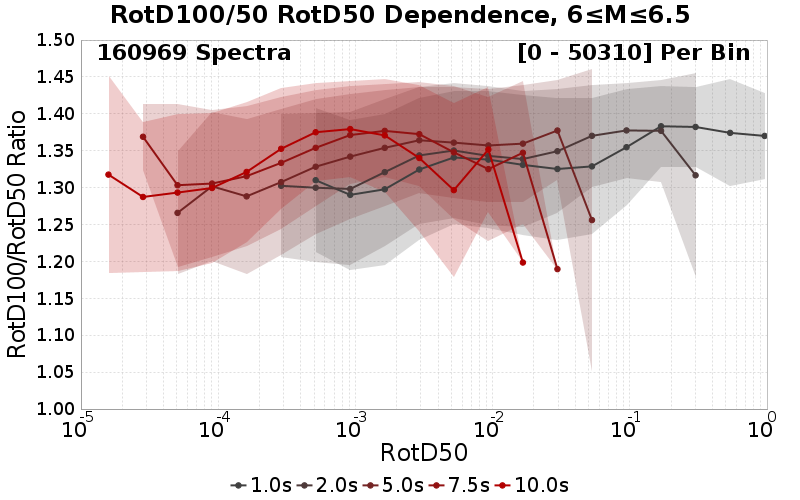 RotD100/50 RotD50 Dependence, 6≤M≤6.5
160969 Spectra
[0 - 50310] Per Bin
RotD100/RotD50 Ratio
1.50
1.45
1.40
1.35
1.30
1.25
1.20
1.15
1.10
1.05
1.00
10^-5 10^-4 10^-3 10^-2 10^-1 10^0
RotD50
1.0s 2.0s 5.0s 7.5s 10.0s